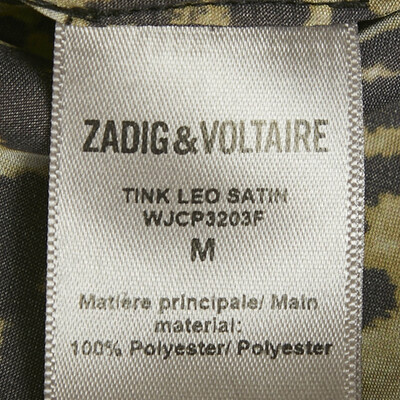 ZADIG&VOLTAIRE
TINK LEO SATIN
WJCP3203F
M
Matière principale/ Main
material:
100% Polyester/ Polyester